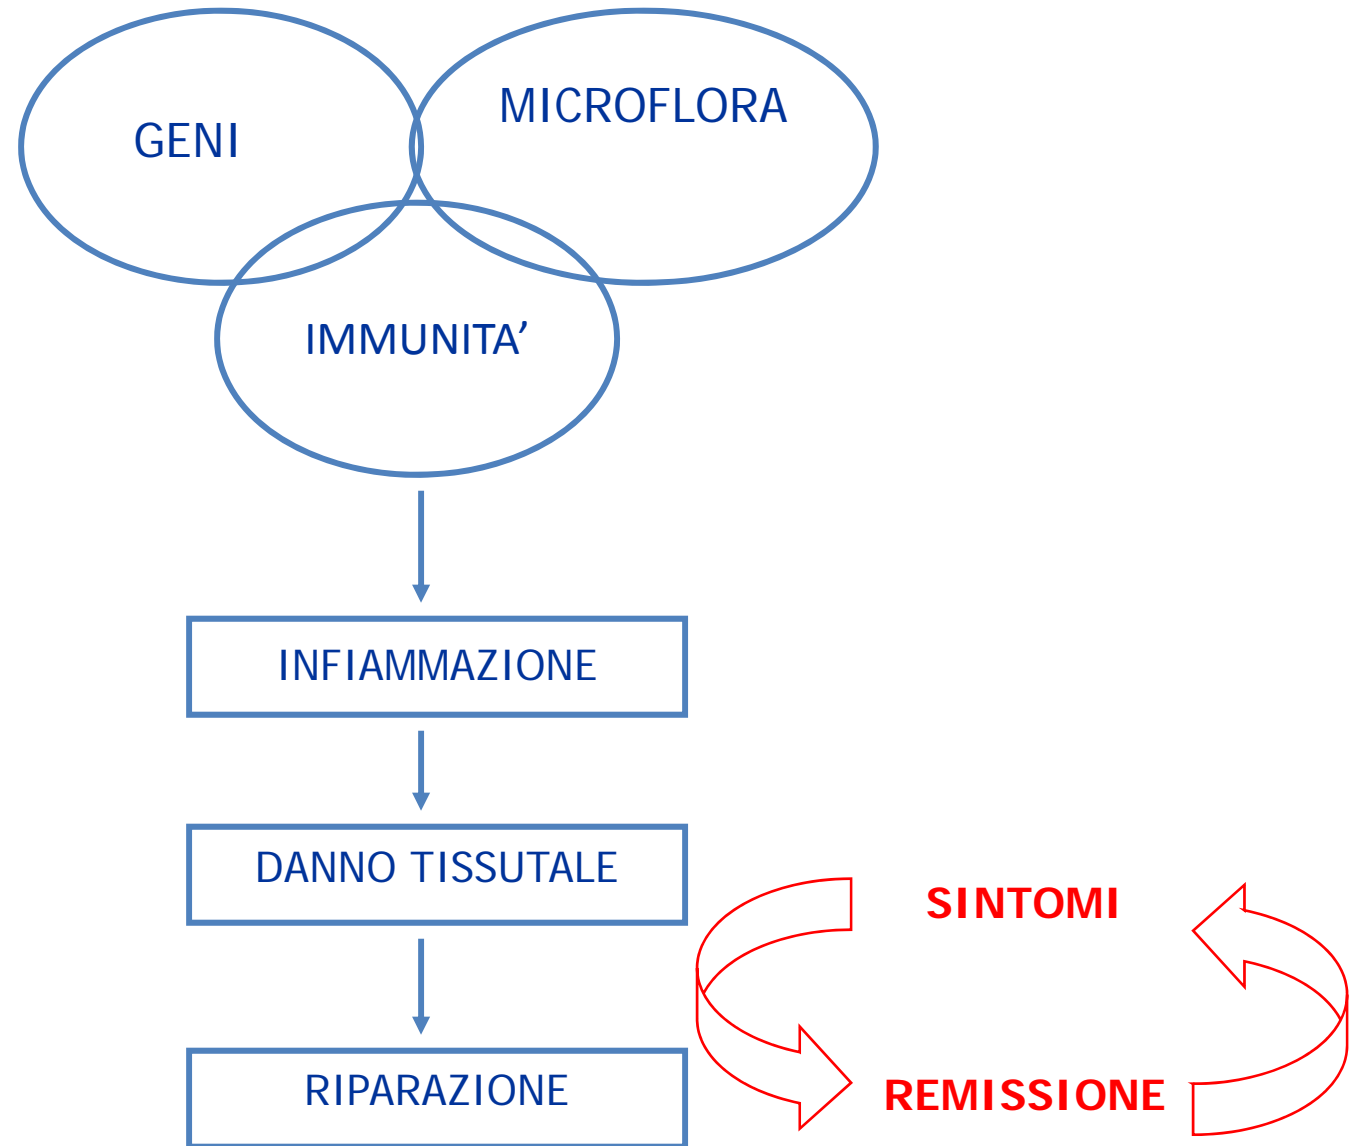 GENI
MICROFLORA
IMMUNITA’
INFIAMMAZIONE
DANNO TISSUTALE
SINTOMI
RIPARAZIONE
REMISSIONE